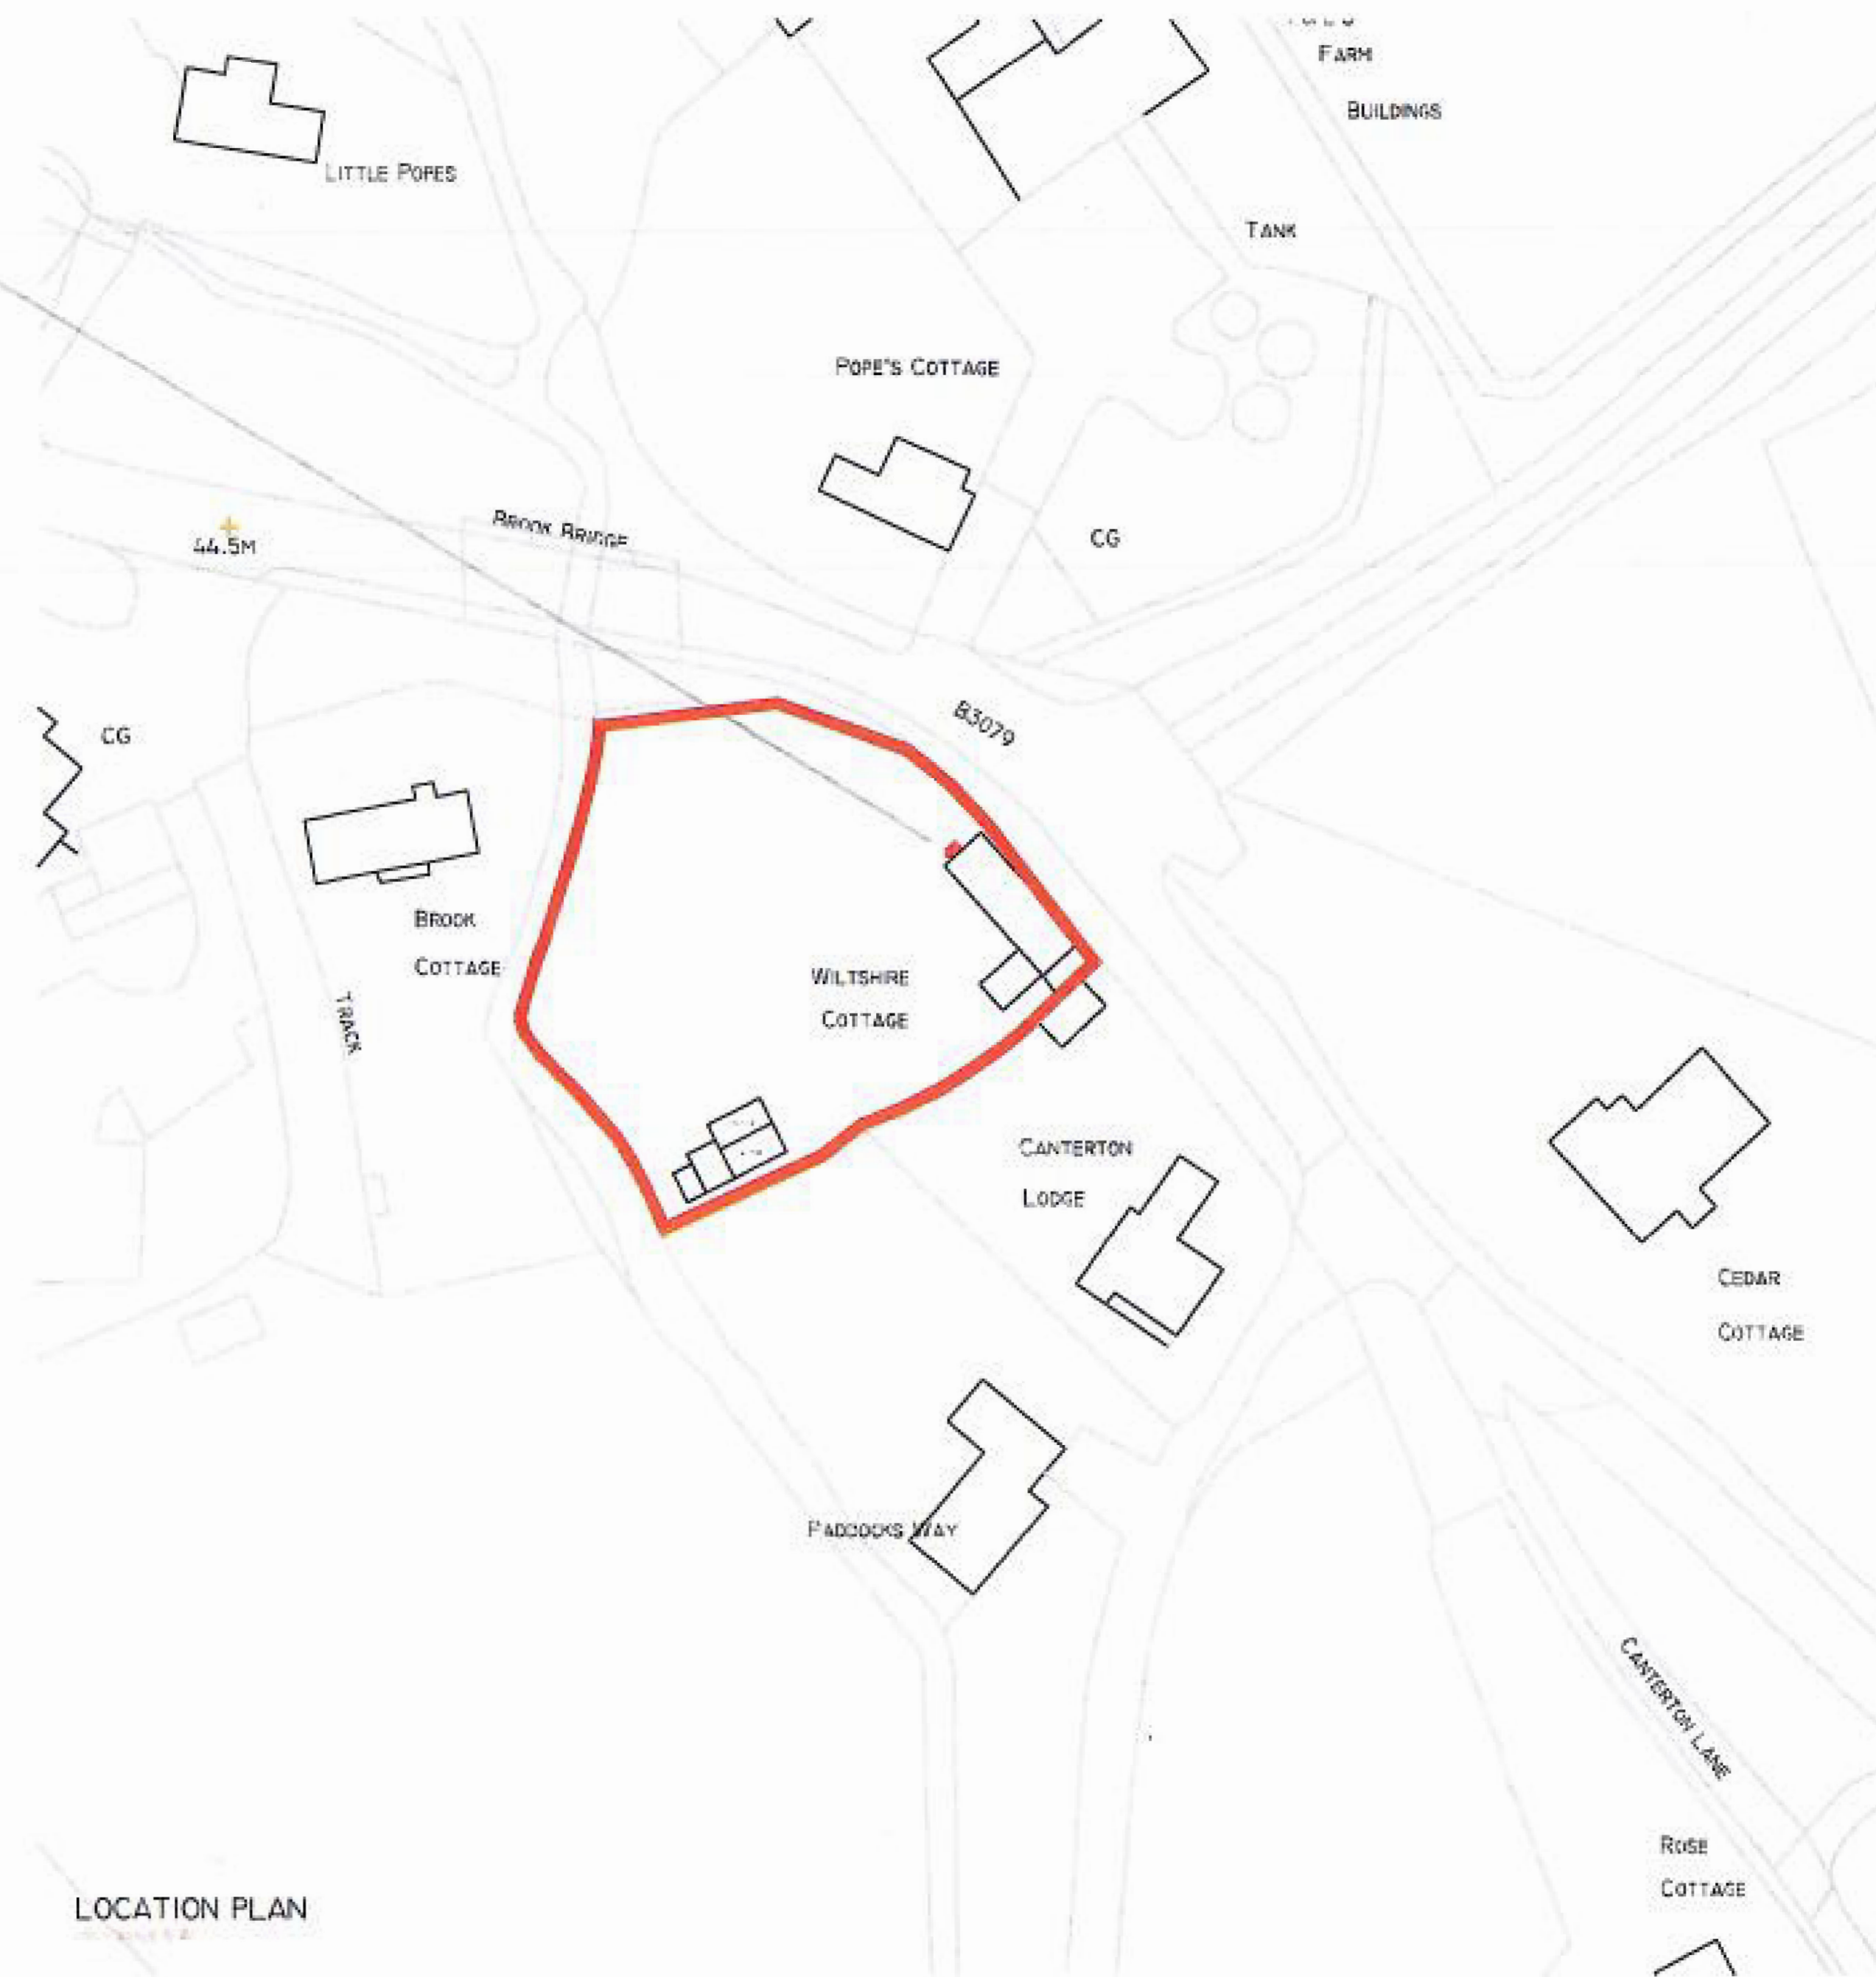 FARM
BUILDINGS
LITTLE POPES
TANK
POPE'S COTTAGE
BROOK BRIDGE
CG
44.5M
B3079
CG
BROOK
COTTAGE
WILTSHIRE
COTTAGE
TRACK
CANTERTON
LODGE
CEDAR
COTTAGE
PADDOCKS WAY
CANTERTON LANE
ROSE
COTTAGE
LOCATION PLAN